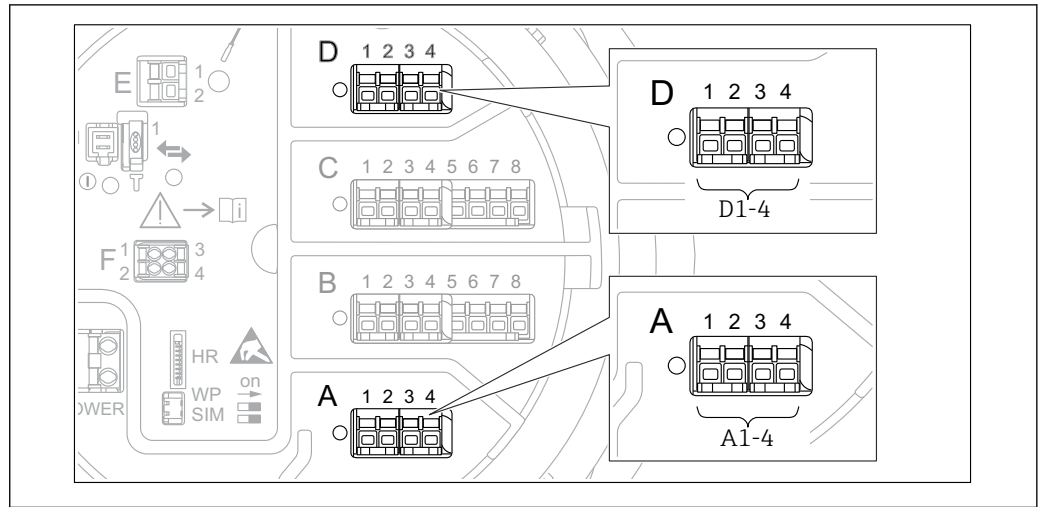 D 1 2 3 4
E 1
2
1
C 1 2 3 4 5 6 7 8
i
F 1 3
2 4
B 1 2 3 4 5 6 7 8
HR
WP on
SIM
OWER
A 1 2 3 4
D 1 2 3 4
D1-4
A 1 2 3 4
A1-4